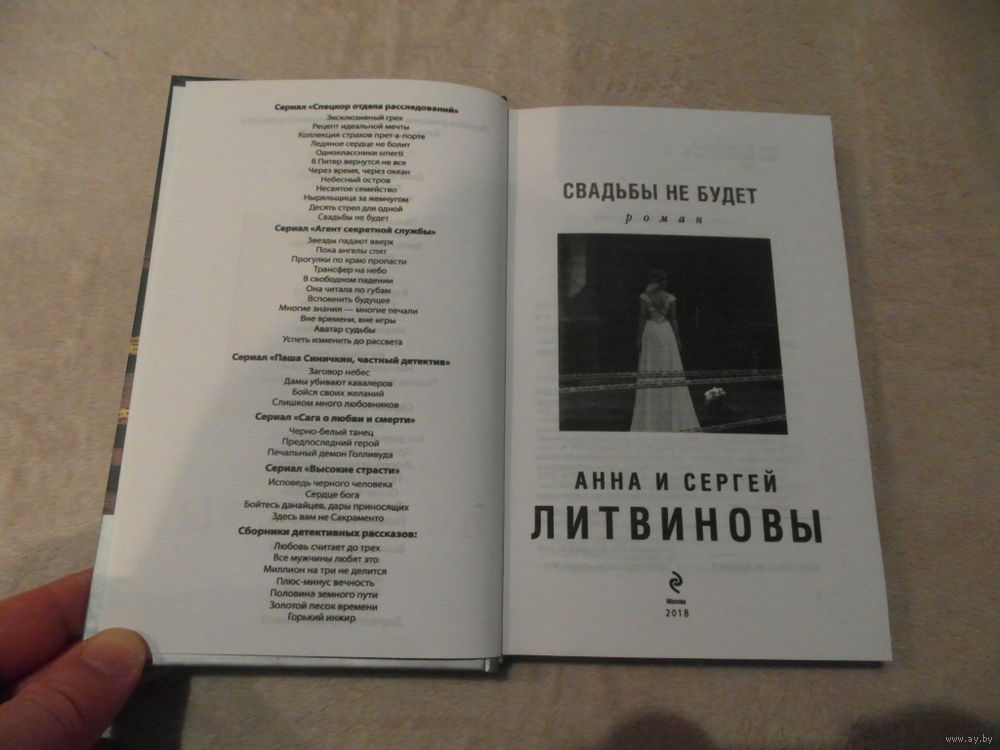 Сериал «Спецкор отдела расследований»
Эксклюзивный грех
Рецепт идеальной мечты
Коллекция страхов прет-а-порте
Ледяное сердце не болит
Одноклассники smerti
В Питер вернутся не все
Через время, через океан
Небесный остров
Несвятое семейство
Ныряльщица за жемчугом
Десять стрел для одной
Свадьбы не будет
Сериал «Агент секретной службы»
Звезды падают вверх
Пока ангелы спят
Прогулки по краю пропасти
Трансфер на небо
В свободном падении
Она читала по губам
Вспомнить будущее
Многие знания — многие печали
Вне времени, вне игры
Аватар судьбы
Успеть изменить до рассвета
Сериал «Паша Синичкин, частный детектив»
Заговор небес
Дамы убивают кавалеров
Бойся своих желаний
Слишком много любовников
Сериал «Сага о любви и смерти»
Черно-белый танец
Предпоследний герой
Печальный демон Голливуда
Сериал «Высокие страсти»
Исповедь черного человека
Сердце бога
Бойтесь данайцев, дары приносящих
Здесь вам не Сакраменто
Сборники детективных рассказов:
Любовь считает до трех
Все мужчины любят это
Миллион на три не делится
Плюс-минус вечность
Половина земного пути
Золотой песок времени
Горький инжир
СВАДЬБЫ НЕ БУДЕТ
роман
АННА И СЕРГЕЙ
ЛИТВИНОВЫ
Москва
2018
www.ay.by